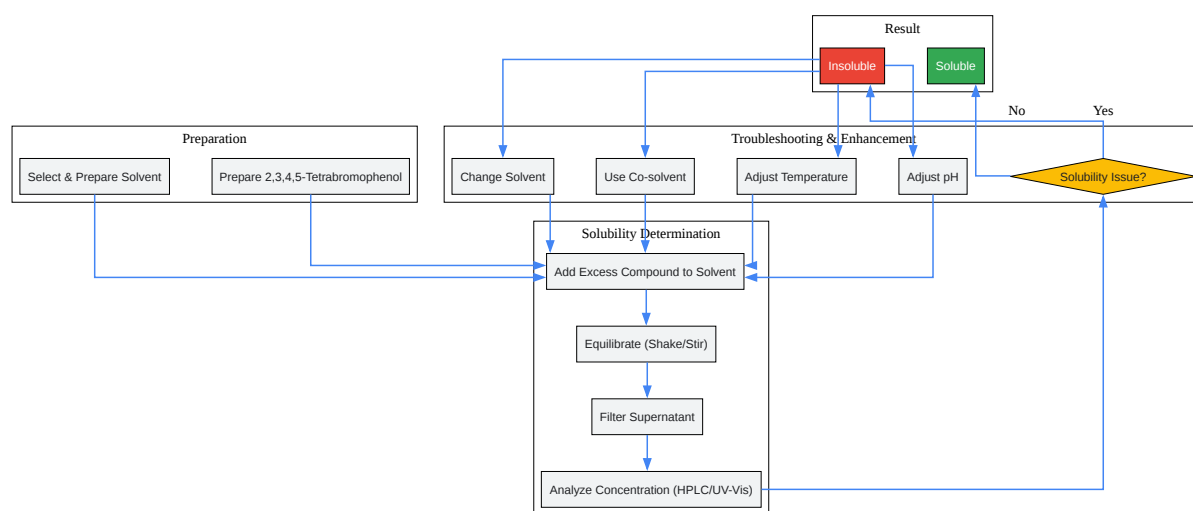 Result
Insoluble
Soluble
No
Yes
Preparation
Troubleshooting & Enhancement
Select & Prepare Solvent
Prepare 2,3,4,5-Tetrabromophenol
Change Solvent
Use Co-solvent
Adjust Temperature
Adjust pH
Solubility Issue?
Solubility Determination
Add Excess Compound to Solvent
Equilibrate (Shake/Stir)
Filter Supernatant
Analyze Concentration (HPLC/UV-Vis)